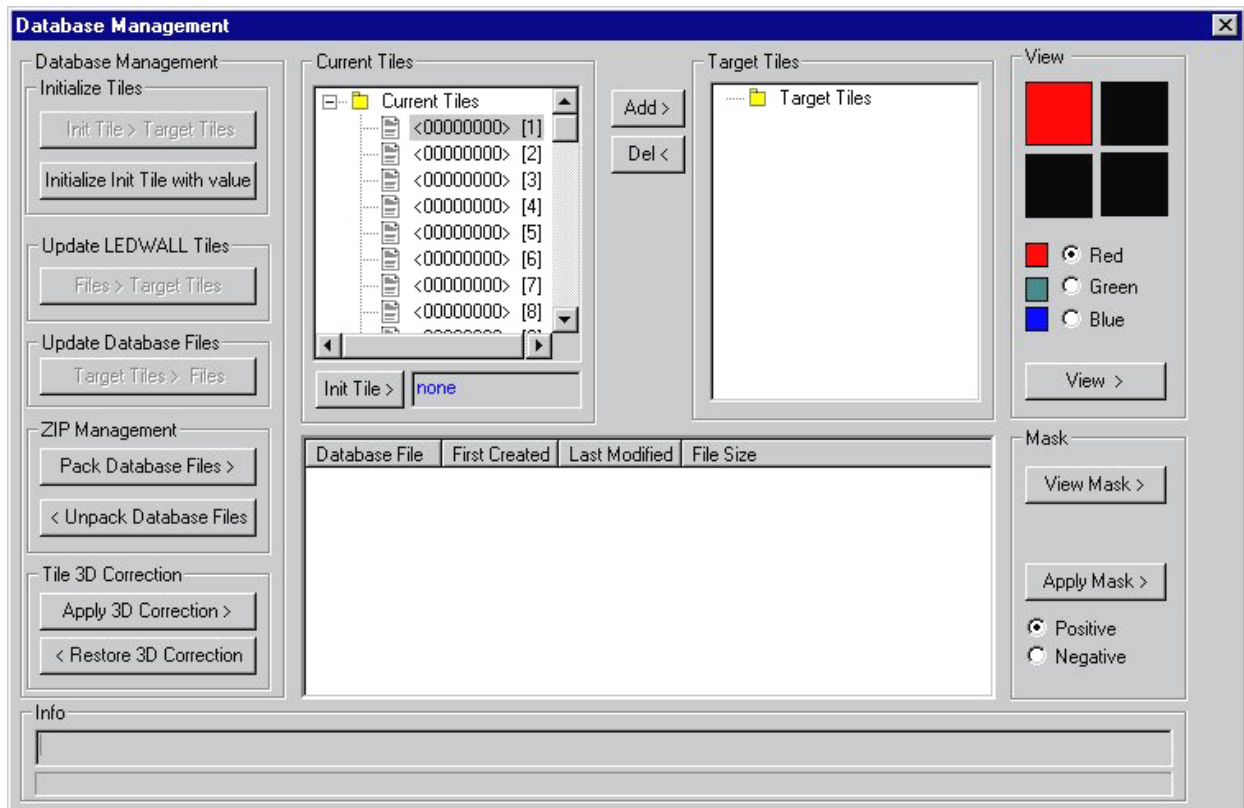 Database Management
Database Management
Initialize Tiles
Init Tile > Target Tiles
Initialize Init Tile with value
Update LEDWALL Tiles
Files > Target Tiles
Update Database Files
Target Tiles > Files
ZIP Management
Pack Database Files >
< Unpack Database Files
Tile 3D Correction
Apply 3D Correction >
< Restore 3D Correction
Current Tiles
Current Tiles
<00000000> [1]
<00000000> [2]
<00000000> [3]
<00000000> [4]
<00000000> [5]
<00000000> [6]
<00000000> [7]
<00000000> [8]
Init Tile >
none
Add >
Del <
Target Tiles
Target Tiles
Database File First Created Last Modified File Size
View
Red
Green
Blue
View >
Mask
View Mask >
Apply Mask >
Positive
Negative
Info